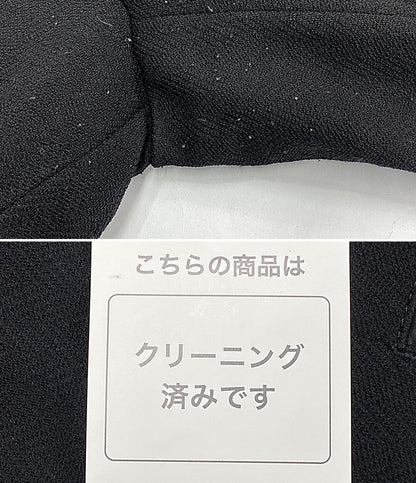 こちらの商品は
クリーニング
済みです